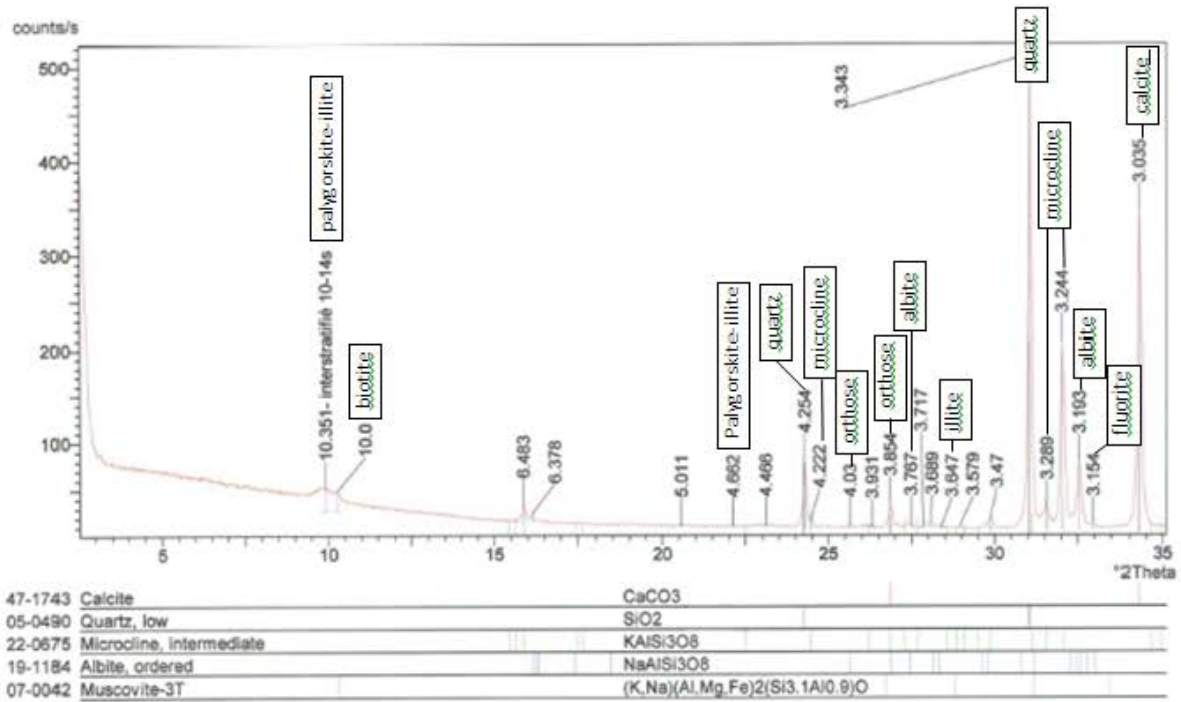 counts/s
500
400
300
200
100
palygorskite-illite
10.351- interstratifié 10-14s
biotite
10.0
6.483
6.378
5.011
Palygorskite-illite
4.662
4.466
quartz
4.254
microcline
4.222
orthose
4.03
3.931
orthose
3.854
albite
3.767
3.717
3.689
illite
3.647
3.579
3.47
3.343
quartz
3.289
microcline
3.244
albite
3.193
fluorite
3.154
calcite
3.035
5 10 15 20 25 30 35
°2Theta
47-1743 Calcite CaCO3
05-0490 Quartz, low SiO2
22-0675 Microcline, intermediate KAlSi3O8
19-1184 Albite, ordered NaAlSi3O8
07-0042 Muscovite-3T (K,Na)(Al,Mg,Fe)2(Si3.1Al0.9)O